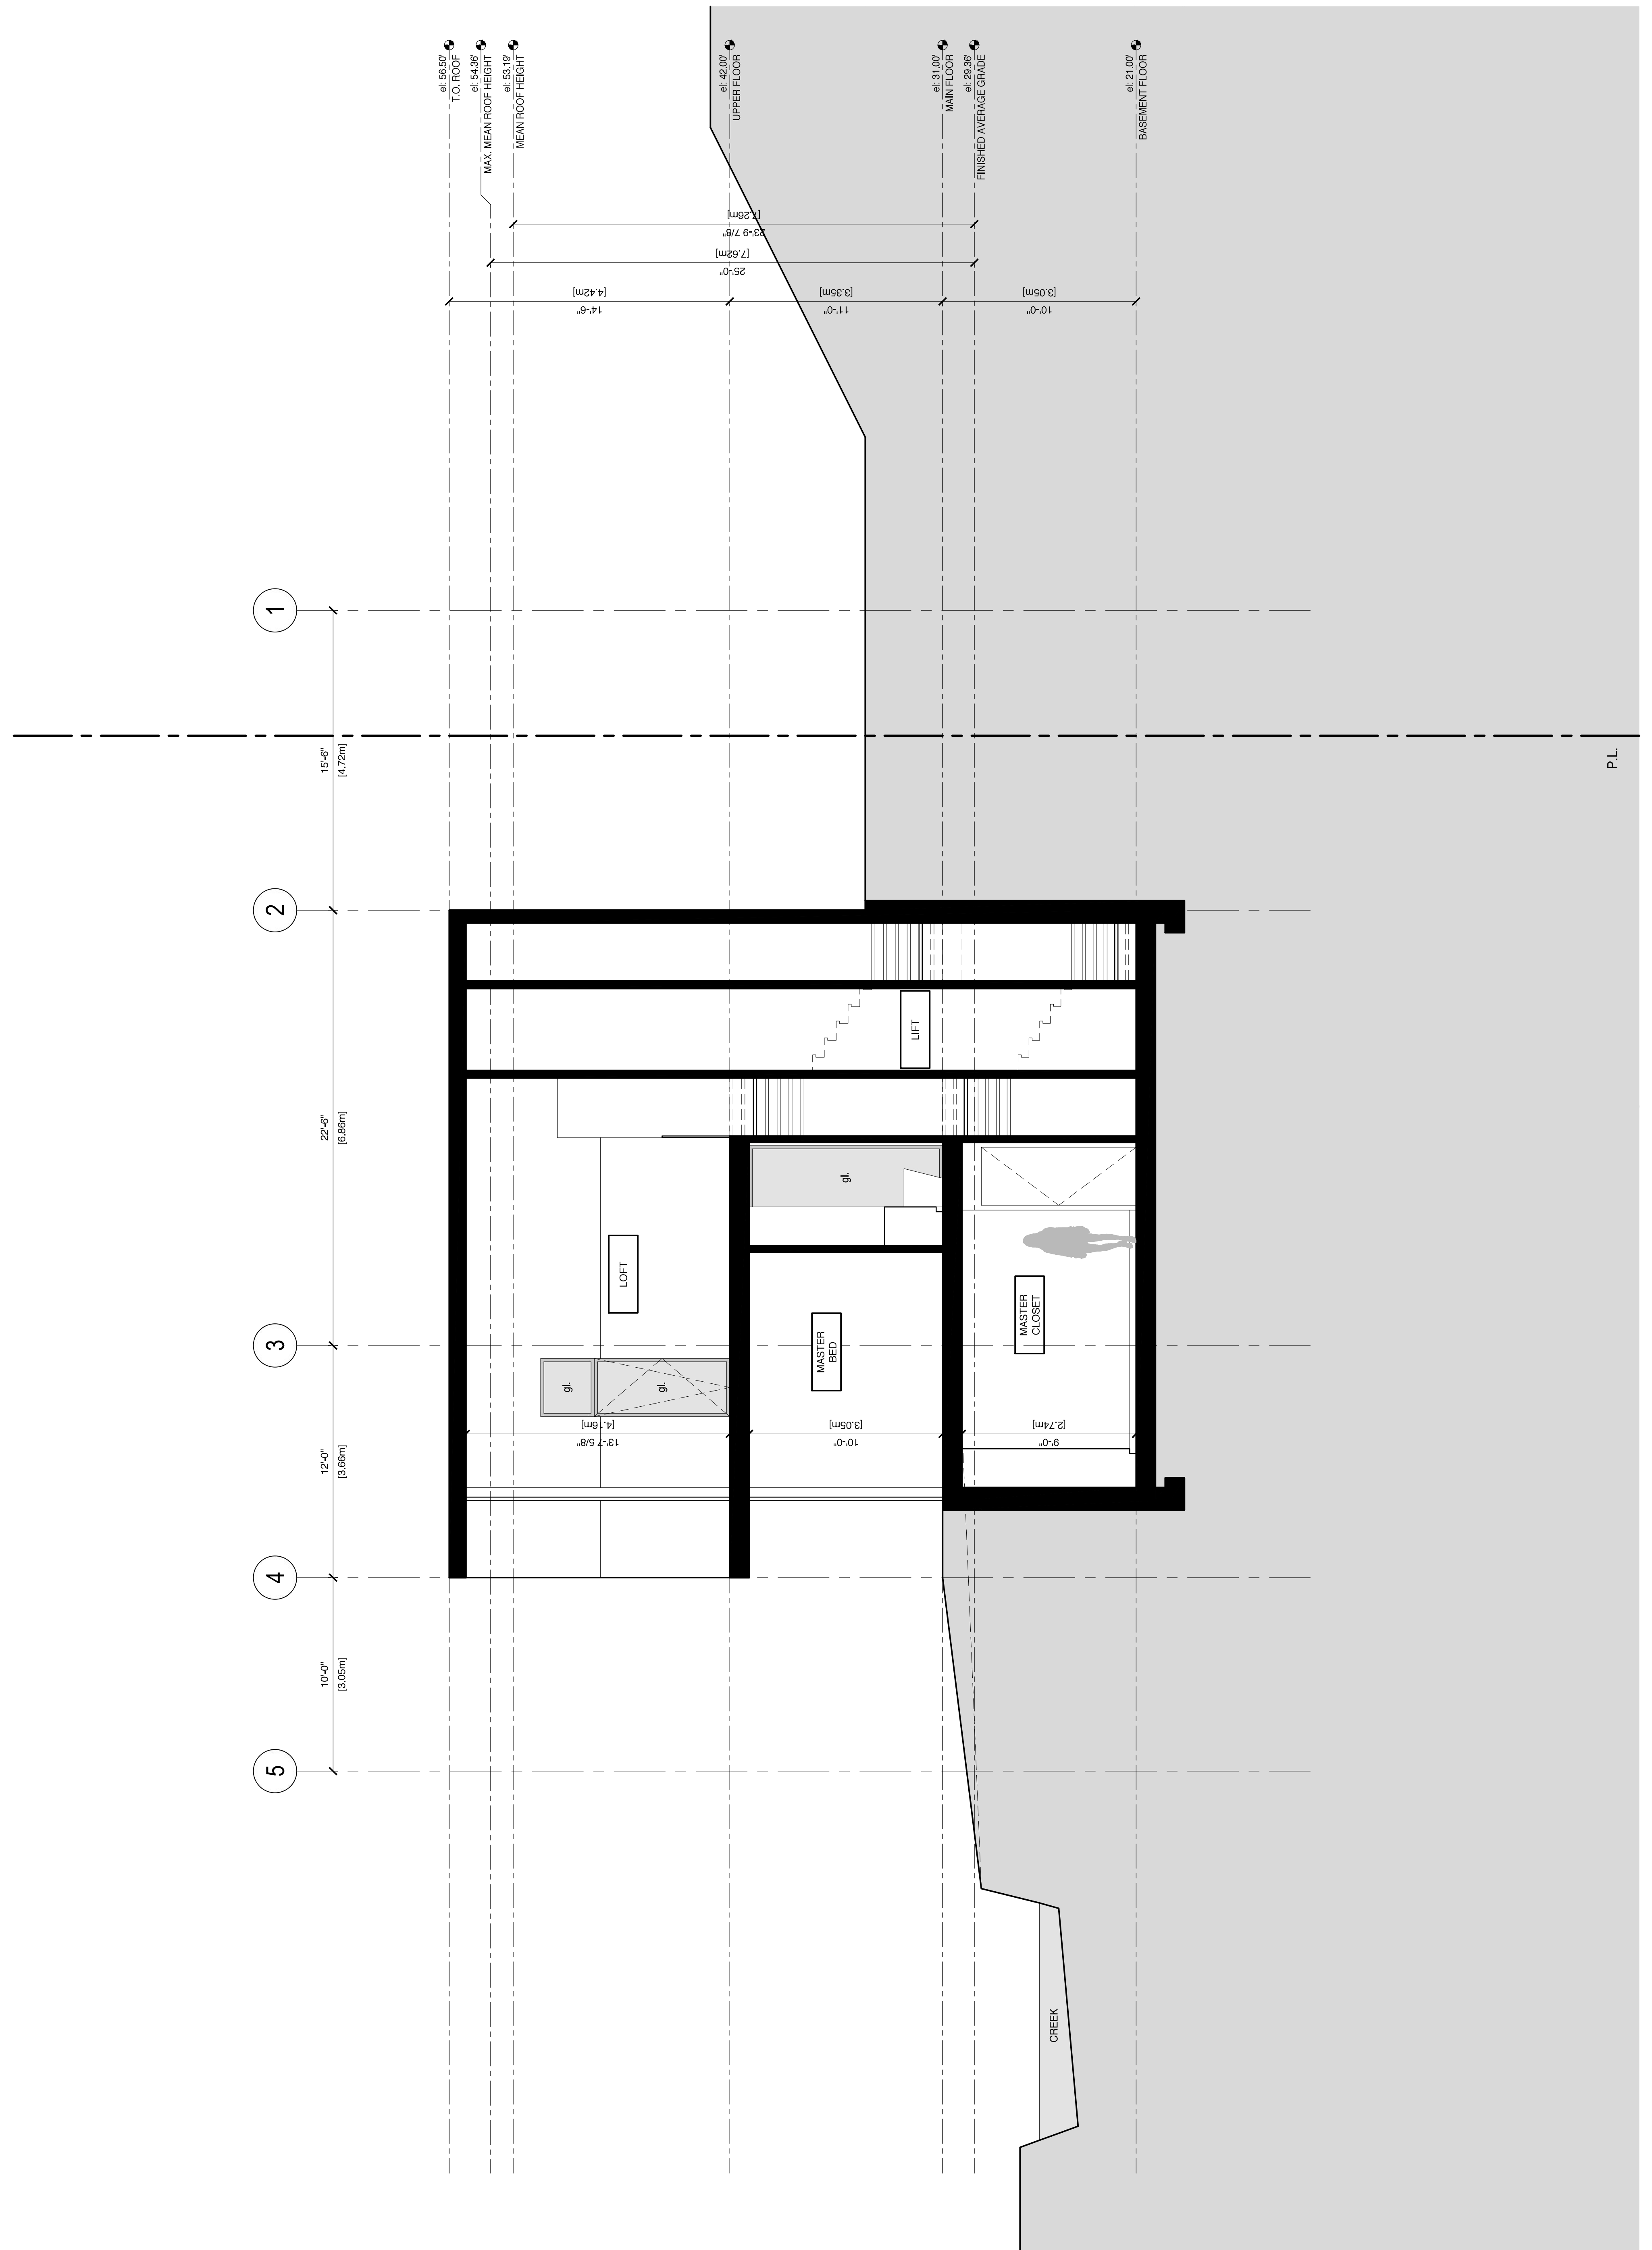 el: 56.50'
T.O. ROOF
el: 54.36'
MAX. MEAN ROOF HEIGHT
el: 53.19'
MEAN ROOF HEIGHT
el: 42.00'
UPPER FLOOR
el: 31.00'
MAIN FLOOR
el: 29.36'
FINISHED AVERAGE GRADE
el: 21.00'
BASEMENT FLOOR
23'-9 7/8"
[7.26m]
25'-0"
[7.62m]
14'-6"
[4.42m]
11'-0"
[3.35m]
10'-0"
[3.05m]
1
15'-6"
[4.72m]
P.L.
2
22'-6"
[6.86m]
LIFT
gl.
LOFT
MASTER
BED
MASTER
CLOSET
3
gl.
gl.
13'-7 5/8"
[4.16m]
10'-0"
[3.05m]
9'-0"
[2.74m]
12'-0"
[3.66m]
4
10'-0"
[3.05m]
5
CREEK